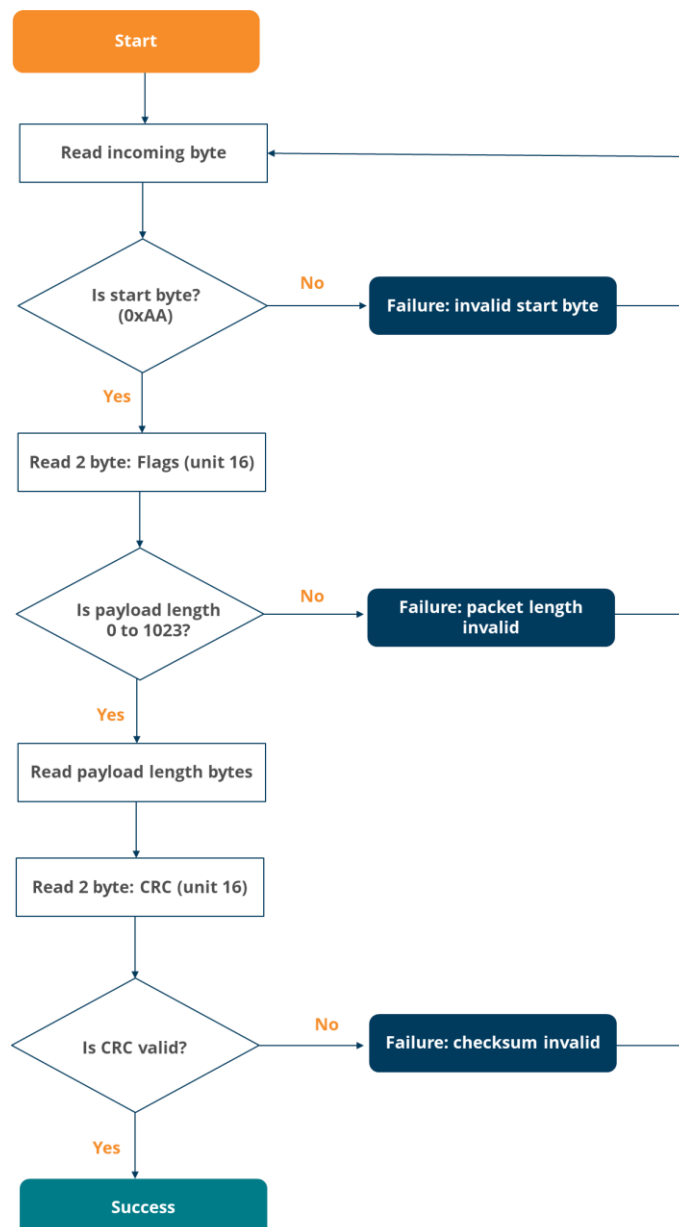 Start
Read incoming byte
Is start byte?
(0xAA)
No
Failure: invalid start byte
Yes
Read 2 byte: Flags (unit 16)
Is payload length
0 to 1023?
No
Failure: packet length
invalid
Yes
Read payload length bytes
Read 2 byte: CRC (unit 16)
Is CRC valid?
No
Failure: checksum invalid
Yes
Success